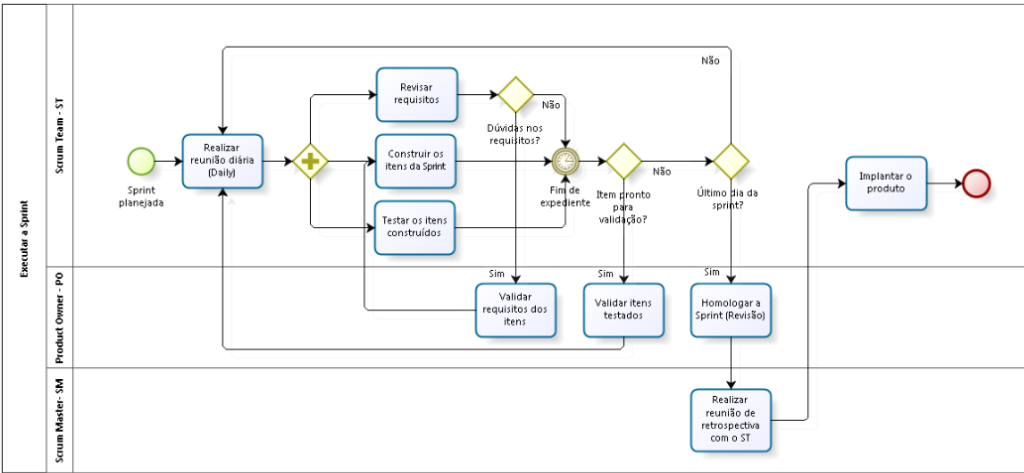 Executar a Sprint
Scrum Team - ST
Product Owner - PO
Scrum Master- SM
Sprint
planejada
Realizar
reunião diária
(Daily)
Revisar
requisitos
Dúvidas nos
requisitos?
Não
Construir os
itens da Sprint
Testar os itens
construídos
Fim de
expediente
Item pronto
para
validação?
Não
Último dia da
sprint?
Não
Implantar o
produto
Sim
Validar
requisitos dos
itens
Sim
Validar itens
testados
Sim
Homologar a
Sprint (Revisão)
Realizar
reunião de
retrospectiva
com o ST